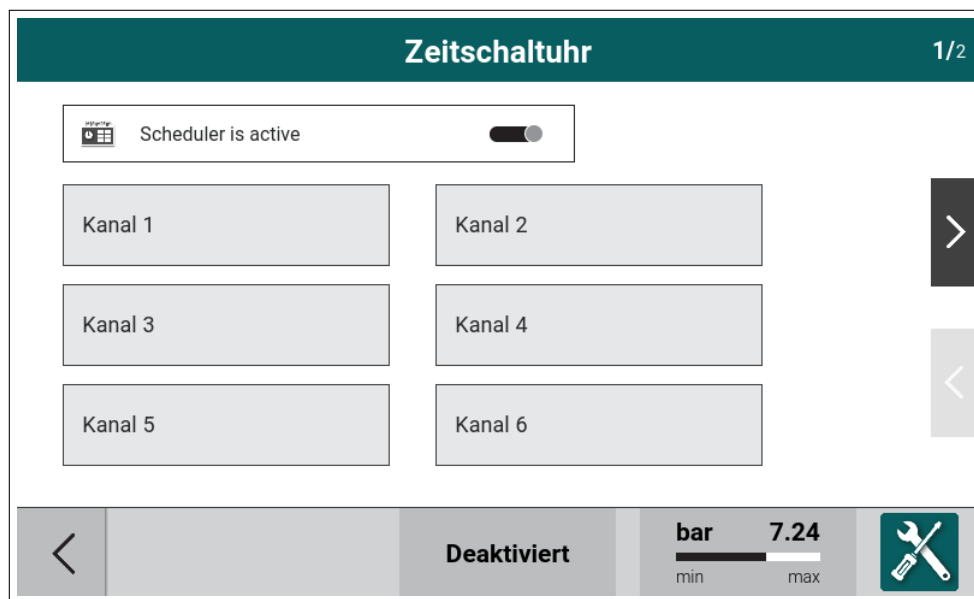 Zeitschaltuhr
1/2
Scheduler is active
Kanal 1
Kanal 2
Kanal 3
Kanal 4
Kanal 5
Kanal 6
Deaktiviert
bar 7.24
min max